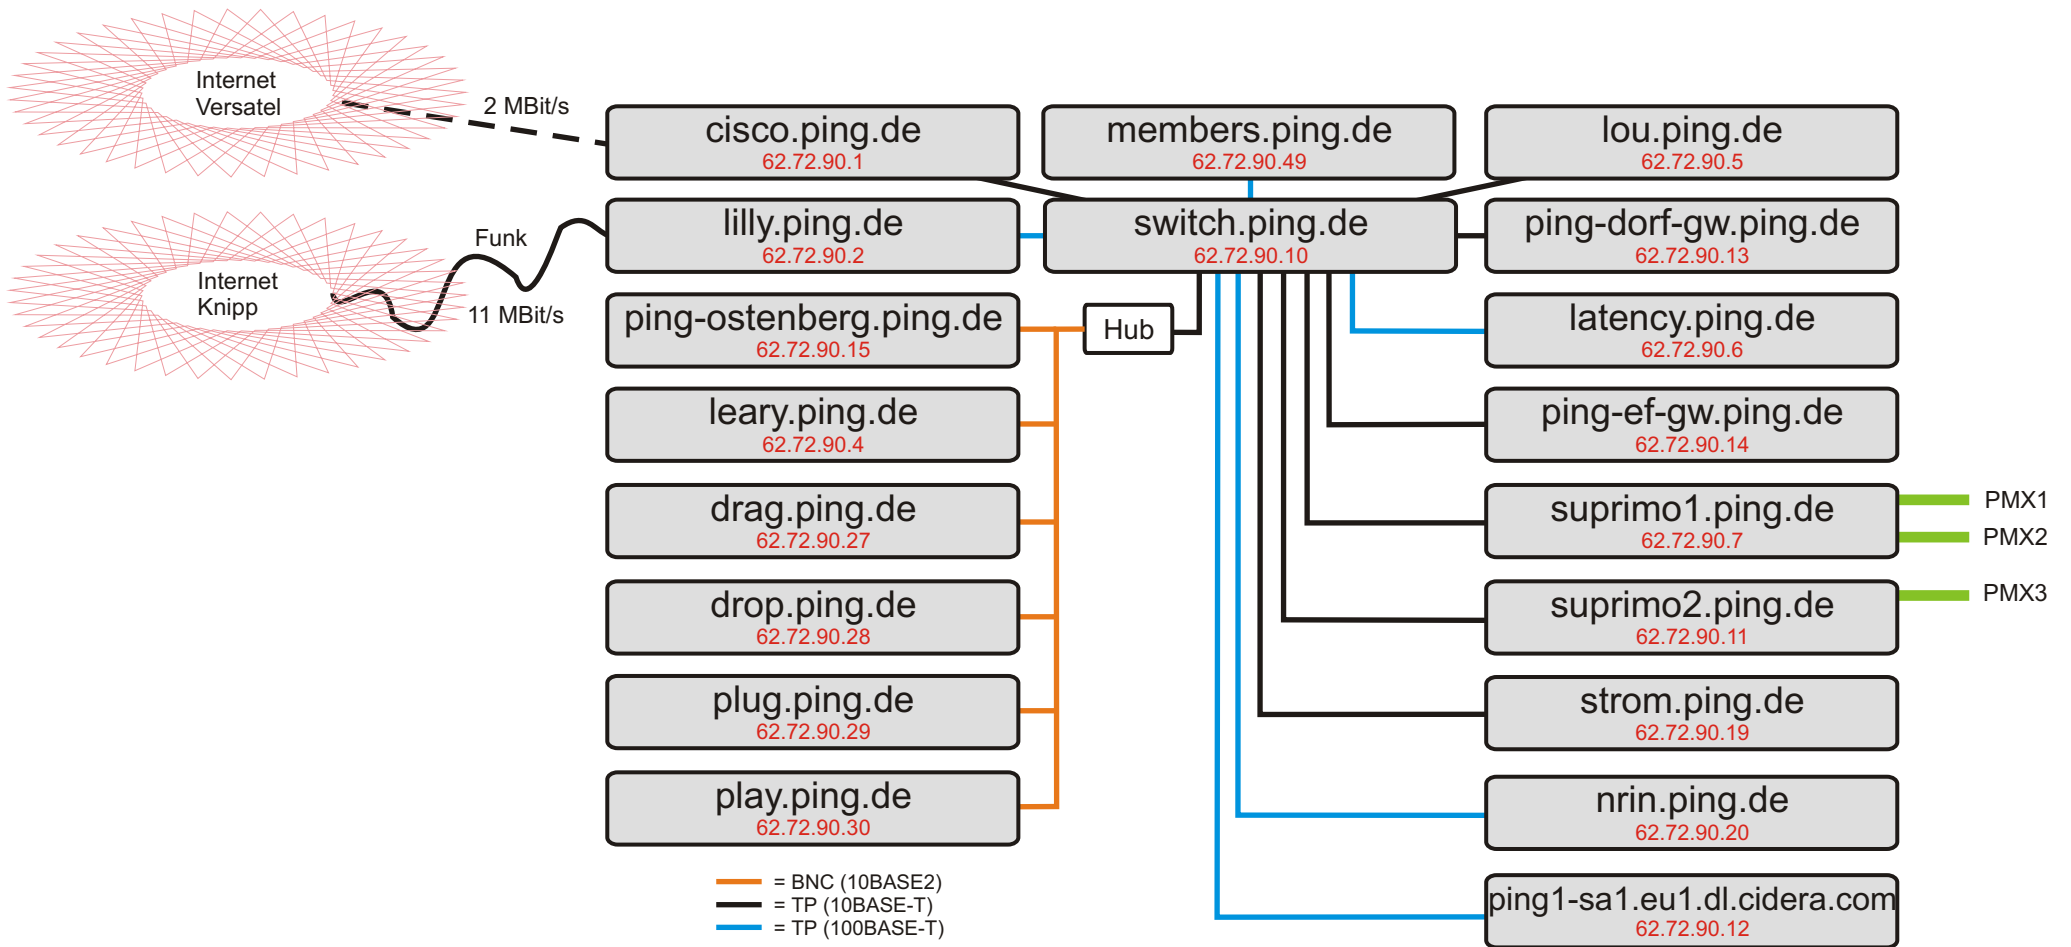 Internet
Versatel
2 MBit/s
Internet
Knipp
Funk
11 MBit/s
cisco.ping.de
62.72.90.1
members.ping.de
62.72.90.49
lou.ping.de
62.72.90.5
lilly.ping.de
62.72.90.2
switch.ping.de
62.72.90.10
ping-dorf-gw.ping.de
62.72.90.13
ping-ostenberg.ping.de
62.72.90.15
Hub
latency.ping.de
62.72.90.6
leary.ping.de
62.72.90.4
ping-ef-gw.ping.de
62.72.90.14
drag.ping.de
62.72.90.27
suprimo1.ping.de
62.72.90.7
PMX1
PMX2
drop.ping.de
62.72.90.28
suprimo2.ping.de
62.72.90.11
PMX3
plug.ping.de
62.72.90.29
strom.ping.de
62.72.90.19
play.ping.de
62.72.90.30
nrin.ping.de
62.72.90.20
ping1-sa1.eu1.dl.cidera.com
62.72.90.12
= BNC (10BASE2)
= TP (10BASE-T)
= TP (100BASE-T)